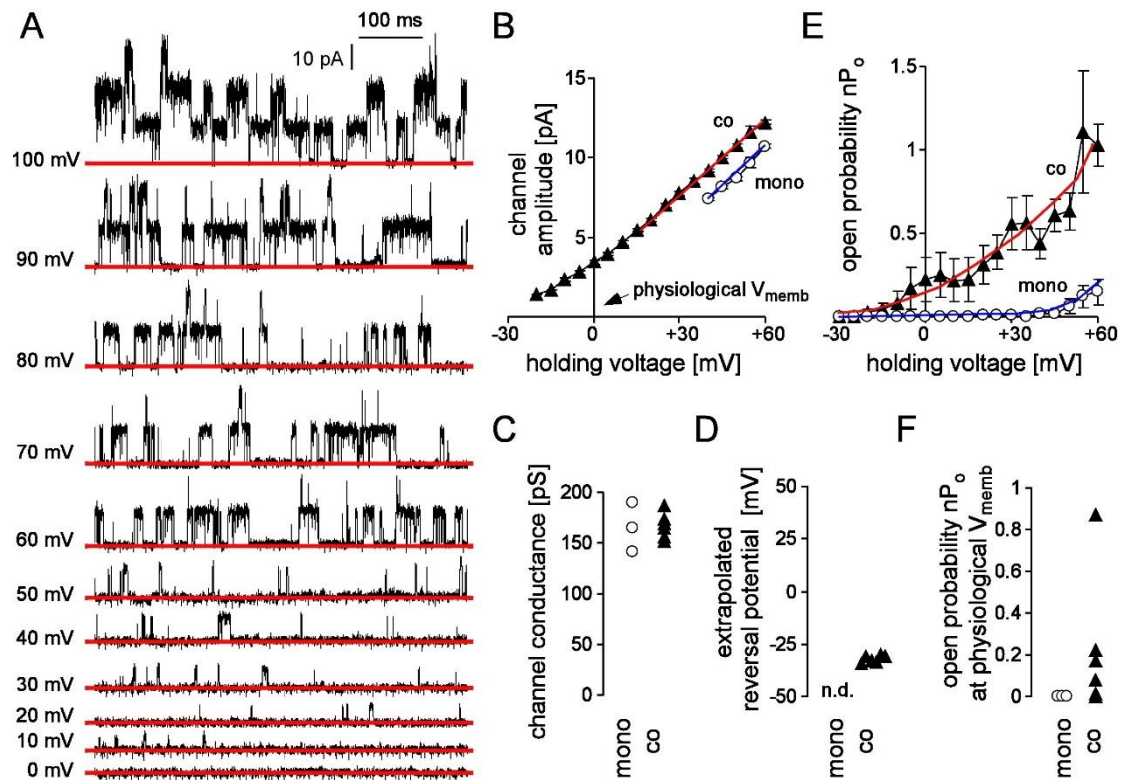 A
100 ms
10 pA
100 mV
90 mV
80 mV
70 mV
60 mV
50 mV
40 mV
30 mV
20 mV
10 mV
0 mV
B
channel
amplitude [pA]
15
10
5
co
mono
physiological Vmemb
-30
0
+30
+60
holding voltage [mV]
E
open probability nPo
1.5
1
0.5
0
co
mono
-30
0
+30
+60
holding voltage [mV]
C
channel conductance [pS]
200
150
100
50
0
mono
co
D
extrapolated
reversal potential [mV]
50
25
0
-25
-50
n.d.
mono
co
F
open probability nPo
at physiological Vmemb
1
0.8
0.6
0.4
0.2
0
mono
co